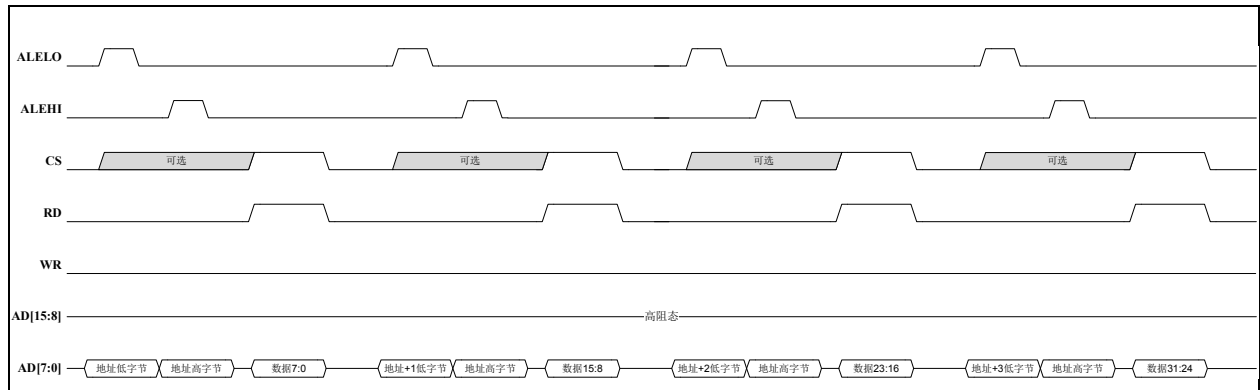 ALELO
ALEHI
CS 可选 可选 可选 可选
RD
WR
AD[15:8] 高阻态
AD[7:0] 地址低字节 地址高字节 数据7:0 地址+1低字节 地址高字节 数据15:8 地址+2低字节 地址高字节 数据23:16 地址+3低字节 地址高字节 数据31:24